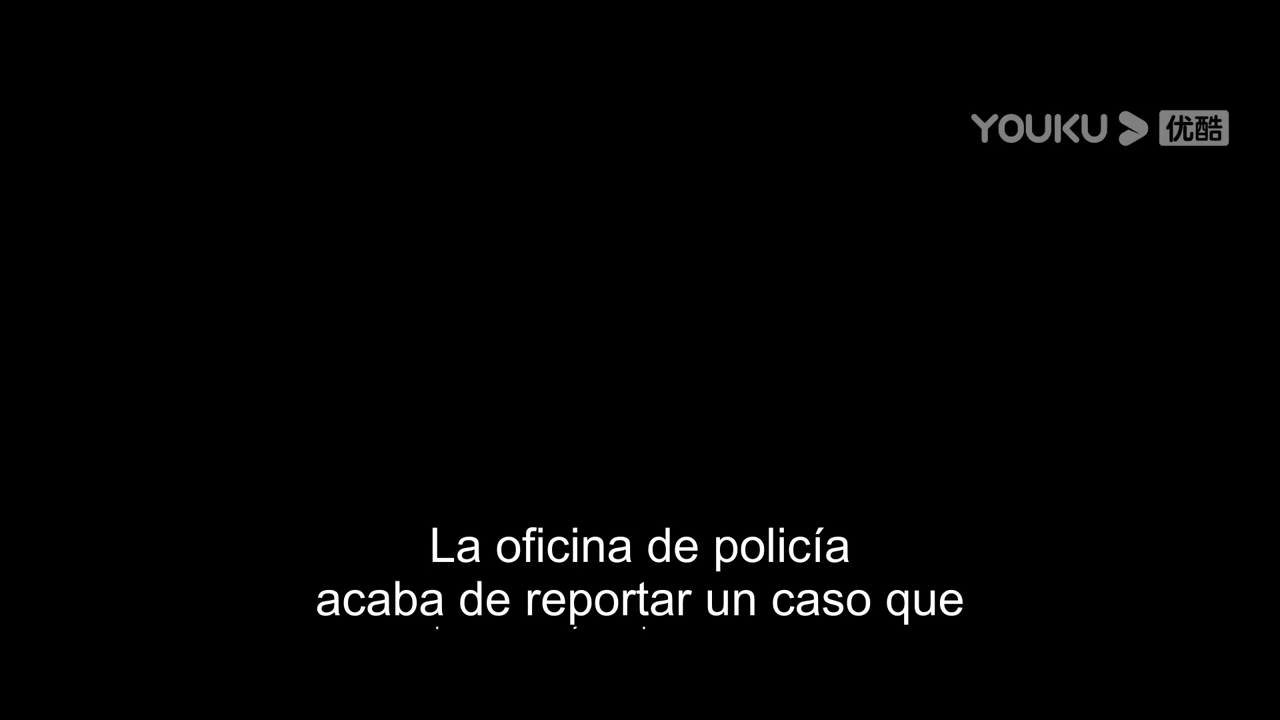 YOUKU 优酷
La oficina de policía
acaba de reportar un caso que